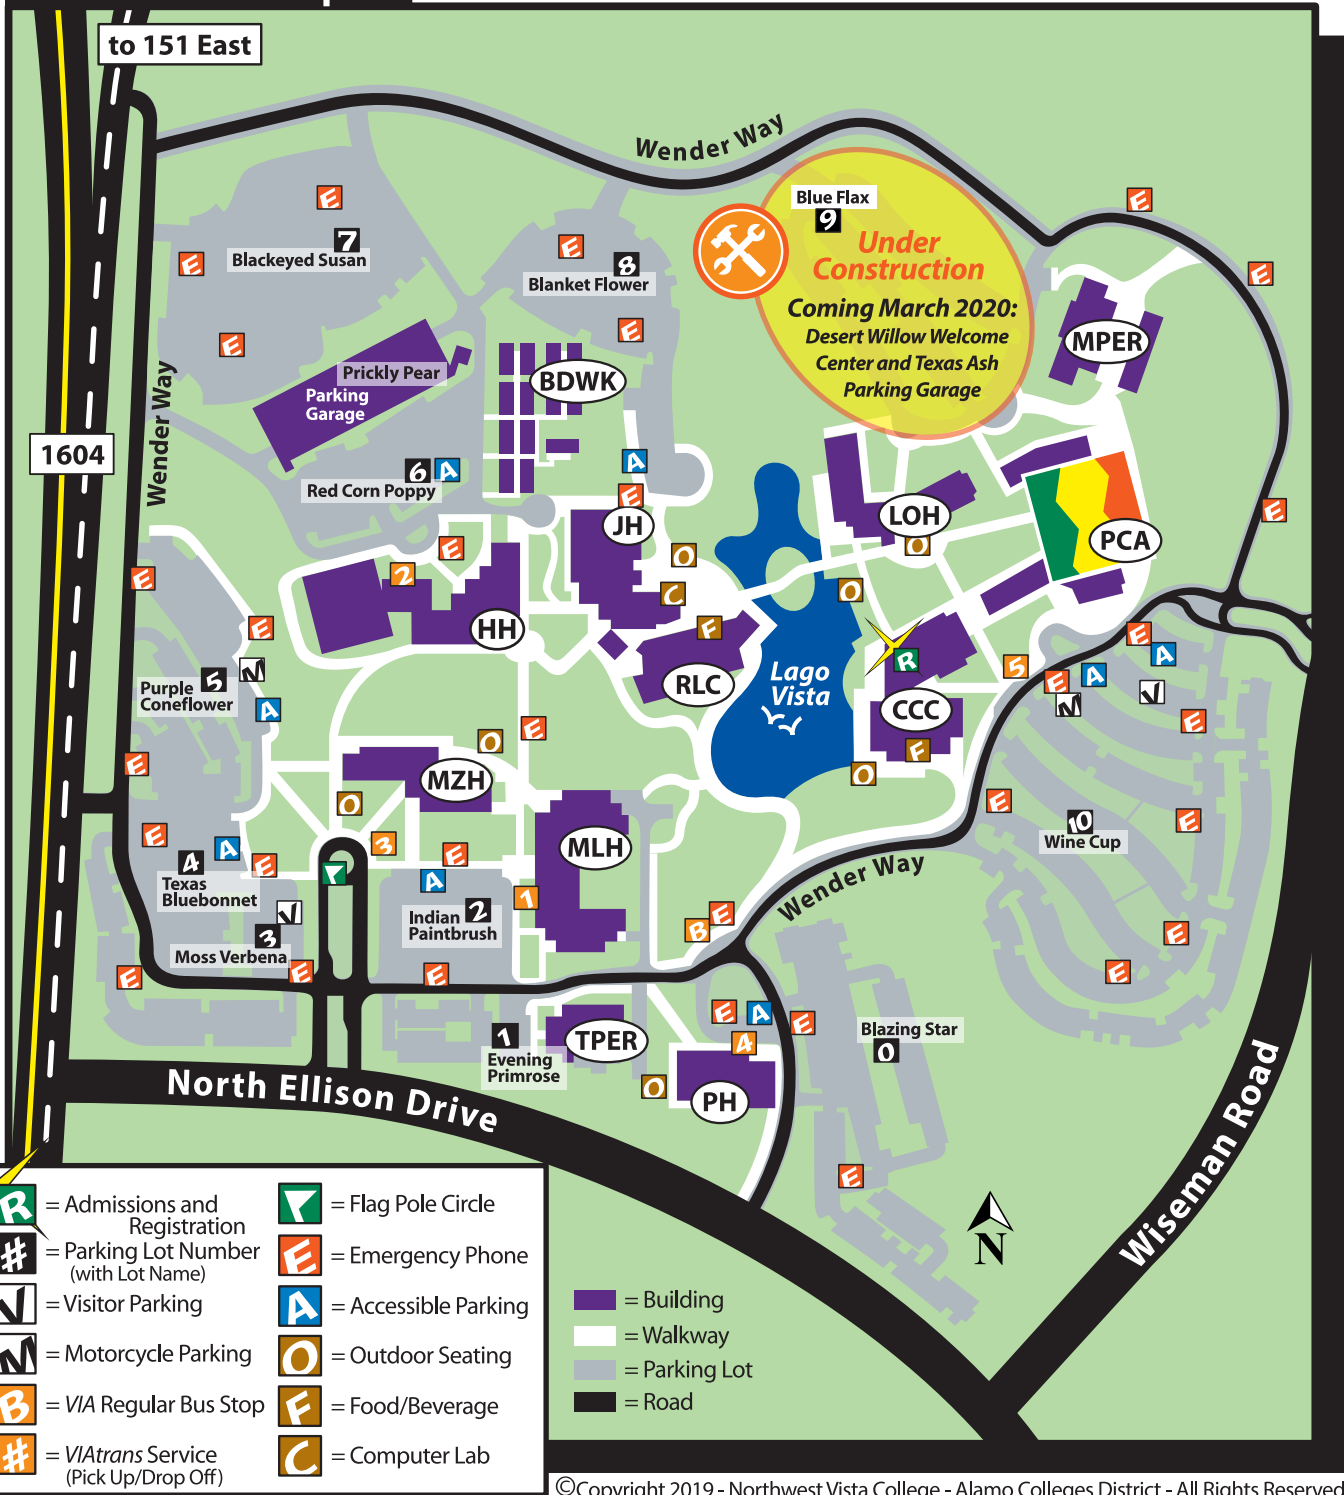 to 151 East
Wender Way
Blue Flax
9
Under
Construction
Coming March 2020:
Desert Willow Welcome
Center and Texas Ash
Parking Garage
E
E
7
Blackeyed Susan
E
E
8
Blanket Flower
E
E
E
MPER
Prickly Pear
Parking
Garage
BDWK
Wender Way
1604
6 A
Red Corn Poppy
A
E
JH
LOH
O
E
PCA
E
2
O
C
O
E
E
HH
F
R
E
A
5
E
A
M
V
5
M
Purple
Coneflower
A
RLC
Lago
Vista
CCC
F
E
O
E
E
MZH
O
E
O
3
E
A
E
4
Texas
Bluebonnet
E
A
MLH
10
Wine Cup
E
V
3
Moss Verbena
E
Indian
Paintbrush
2
1
Wender Way
B
E
E
E
E
E
1
Evening
Primrose
TPER
E
A
4
E
Blazing Star
0
O
PH
E
North Ellison Drive
Wiseman Road
N
R = Admissions and
Registration
# = Parking Lot Number
(with Lot Name)
V = Visitor Parking
M = Motorcycle Parking
B = VIA Regular Bus Stop
# = VIAtrans Service
(Pick Up/Drop Off)
= Flag Pole Circle
E = Emergency Phone
A = Accessible Parking
O = Outdoor Seating
F = Food/Beverage
C = Computer Lab
= Building
= Walkway
= Parking Lot
= Road
©Copyright 2019 - Northwest Vista College - Alamo Colleges District - All Rights Reserved